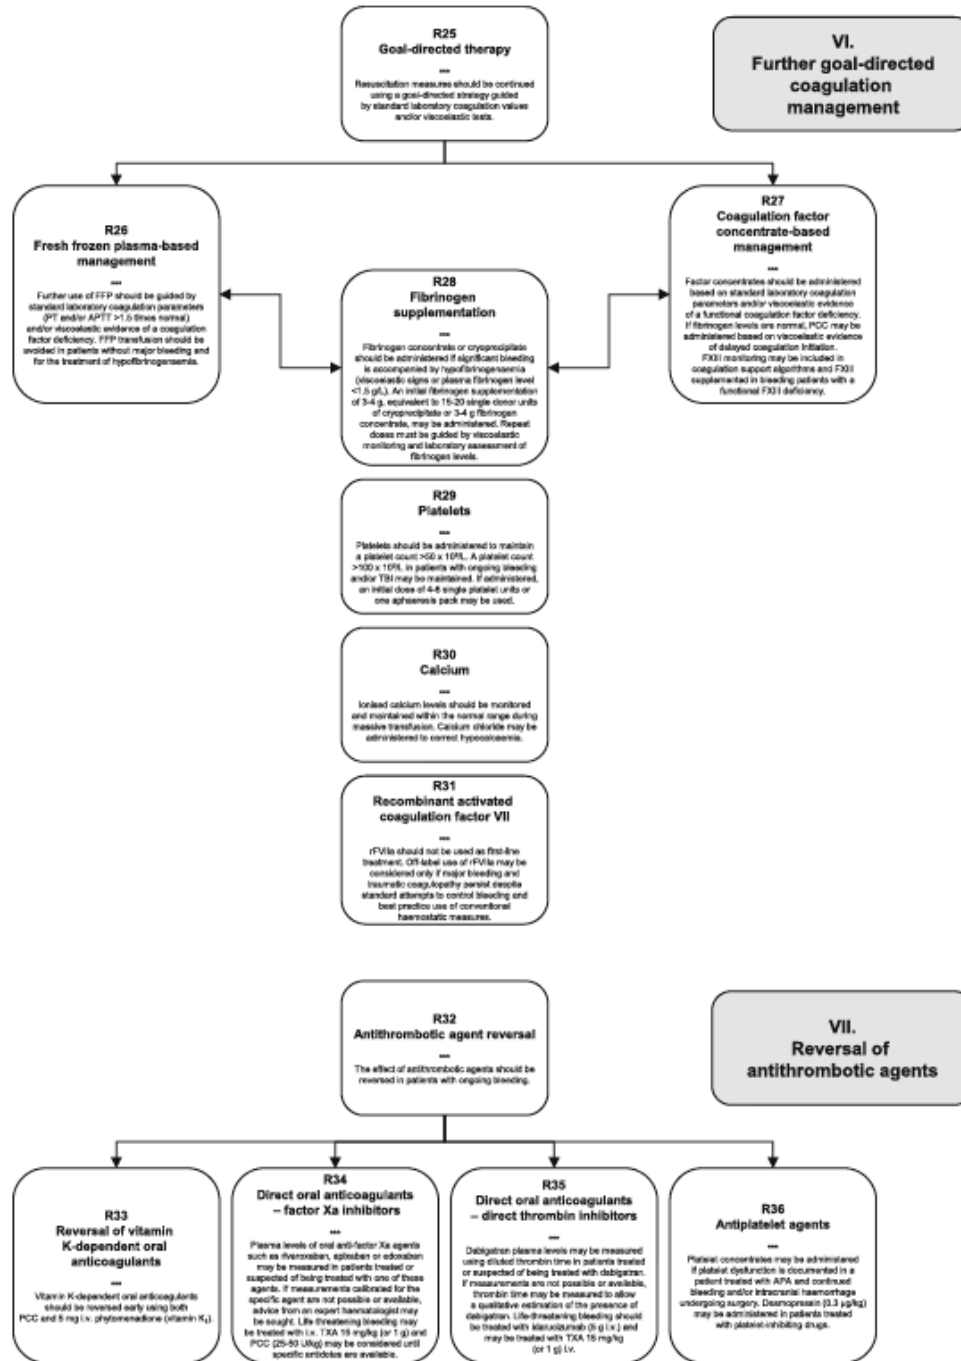 R25
Goal-directed therapy
---
Resuscitation measures should be continued
using a goal-directed strategy guided
by standard laboratory coagulation values
and/or viscoelastic tests.
VI.
Further goal-directed
coagulation
management
R26
Fresh frozen plasma-based
management
---
Further use of FFP should be guided by
standard laboratory coagulation parameters
(PT and/or APTT >1.5 times normal)
and/or viscoelastic evidence of a coagulation
factor deficiency. FFP transfusion should be
avoided in patients without major bleeding and
for the treatment of hypofibrinogenaemia.
R28
Fibrinogen
supplementation
---
Fibrinogen concentrate or cryoprecipitate
should be administered if significant bleeding
is accompanied by hypofibrinogenaemia
(viscoelastic signs or plasma fibrinogen level
<1.5 g/L). An initial fibrinogen supplementation
of 3-4 g, equivalent to 15-20 single donor units
of cryoprecipitate or 3-4 g fibrinogen
concentrate, may be administered. Repeat
doses must be guided by viscoelastic
monitoring and laboratory assessment of
fibrinogen levels.
R27
Coagulation factor
concentrate-based
management
---
Factor concentrates should be administered
based on standard laboratory coagulation
parameters and/or viscoelastic evidence
of a functional coagulation factor deficiency.
If fibrinogen levels are normal, PCC may be
administered based on viscoelastic evidence
of delayed coagulation initiation.
FXIII monitoring may be included in
coagulation support algorithms and FXIII
supplemented in bleeding patients with a
functional FXIII deficiency.
R29
Platelets
---
Platelets should be administered to maintain
a platelet count >50 x 10⁹/L. A platelet count
>100 x 10⁹/L in patients with ongoing bleeding
and/or TBI may be maintained. If administered,
an initial dose of 4-8 single platelet units or
one aphaeresis pack may be used.
R30
Calcium
---
Ionised calcium levels should be monitored
and maintained within the normal range during
massive transfusion. Calcium chloride may be
administered to correct hypocalcaemia.
R31
Recombinant activated
coagulation factor VII
---
rFVIIa should not be used as first-line
treatment. Off-label use of rFVIIa may be
considered only if major bleeding and
traumatic coagulopathy persist despite
standard attempts to control bleeding and
best practice use of conventional
haemostatic measures.
R32
Antithrombotic agent reversal
---
The effect of antithrombotic agents should be
reversed in patients with ongoing bleeding.
VII.
Reversal of
antithrombotic agents
R33
Reversal of vitamin
K-dependent oral
anticoagulants
---
Vitamin K-dependent oral anticoagulants
should be reversed early using both
PCC and 5 mg i.v. phytomenadione (vitamin K₁).
R34
Direct oral anticoagulants
– factor Xa inhibitors
---
Plasma levels of oral anti-factor Xa agents
such as rivaroxaban, apixaban or edoxaban
may be measured in patients treated or
suspected of being treated with one of these
agents. If measurements calibrated for the
specific agent are not possible or available,
advice from an expert haematologist may
be sought. Life-threatening bleeding may
be treated with i.v. TXA 15 mg/kg (or 1 g) and
PCC (25-50 U/kg) may be considered until
specific antidotes are available.
R35
Direct oral anticoagulants
– direct thrombin inhibitors
---
Dabigatran plasma levels may be measured
using diluted thrombin time in patients treated
or suspected of being treated with dabigatran.
If measurements are not possible or available,
thrombin time may be measured to allow
a qualitative estimation of the presence of
dabigatran. Life-threatening bleeding should
be treated with idarucizumab (5 g i.v.) and
may be treated with TXA 15 mg/kg
(or 1 g) i.v.
R36
Antiplatelet agents
---
Platelet concentrates may be administered
if platelet dysfunction is documented in a
patient treated with APA and continued
bleeding and/or intracranial haemorrhage
undergoing surgery. Desmopressin (0.3 µg/kg)
may be administered in patients treated
with platelet-inhibiting drugs.